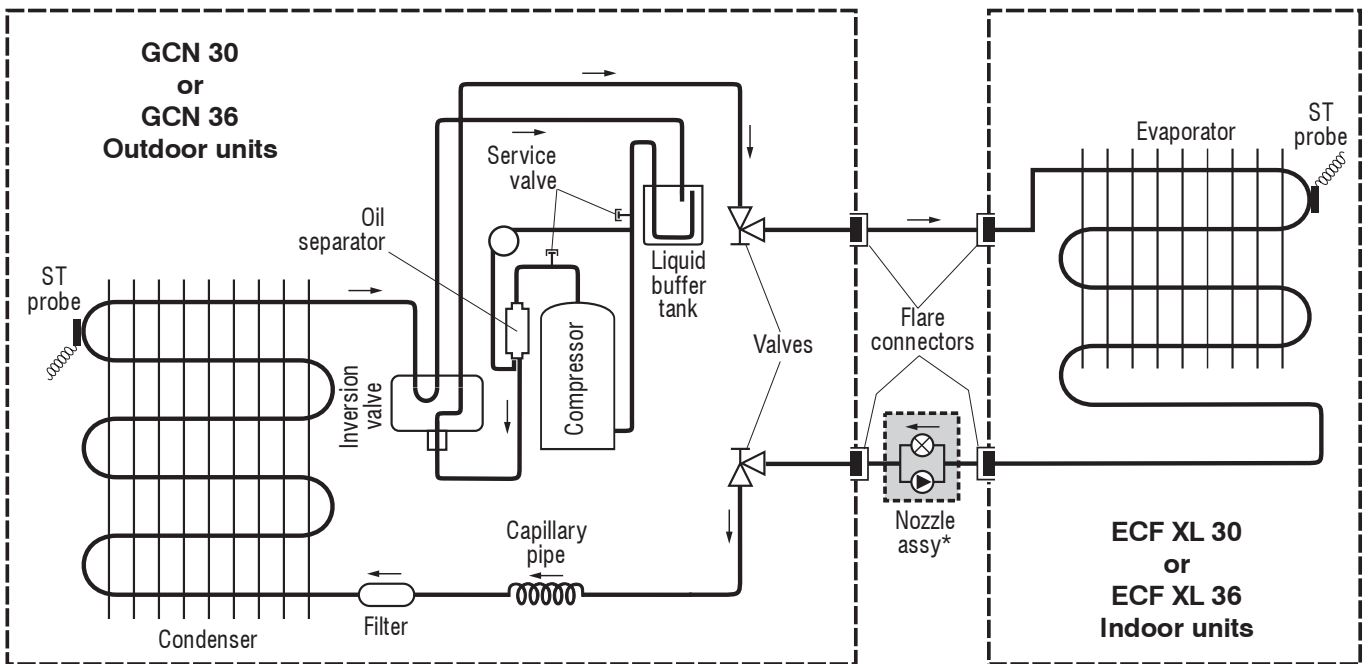 GCN 30
or
GCN 36
Outdoor units
Service
valve
Oil
separator
ST
probe
Inversion
valve
Compressor
Liquid
buffer
tank
Valves
Flare
connectors
Evaporator
ST
probe
Nozzle
assy*
Capillary
pipe
Filter
Condenser
ECF XL 30
or
ECF XL 36
Indoor units